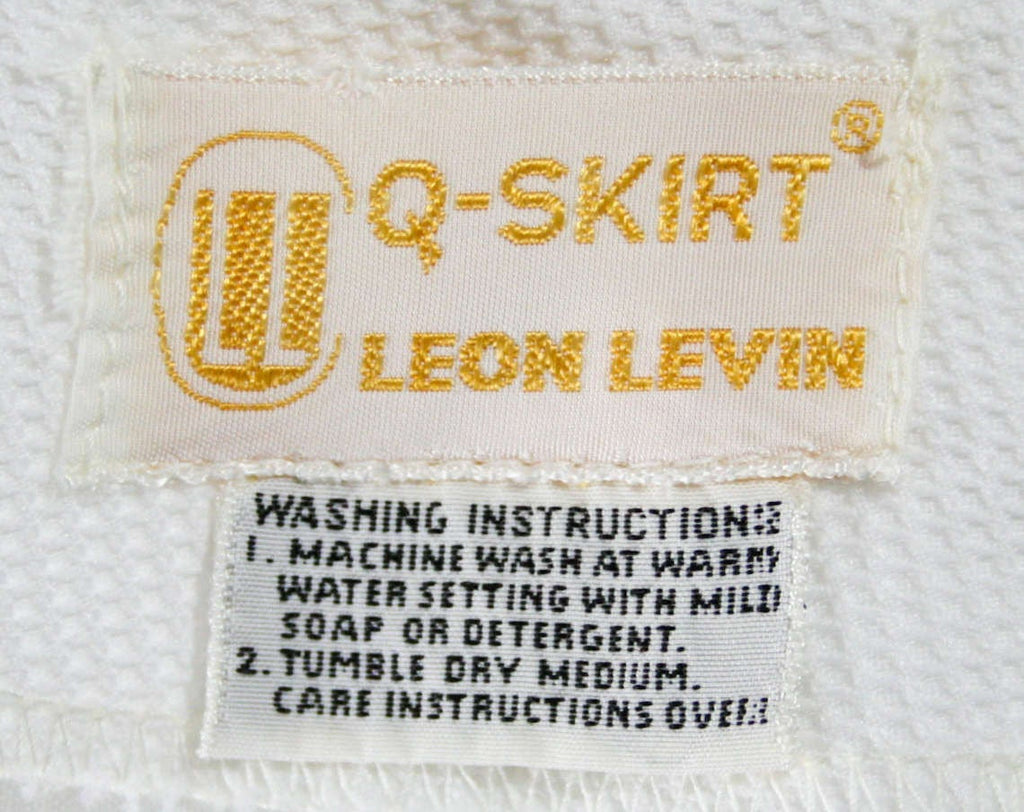 Q-SKIRT®
LEON LEVIN
WASHING INSTRUCTIONS
1. MACHINE WASH AT WARM
WATER SETTING WITH MILD
SOAP OR DETERGENT.
2. TUMBLE DRY MEDIUM.
CARE INSTRUCTIONS OVER